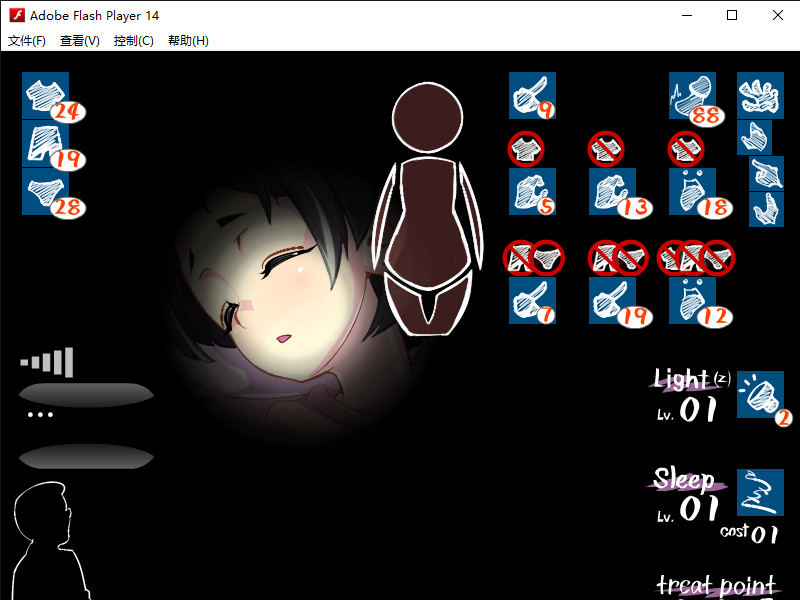 Adobe Flash Player 14
文件(F) 查看(V) 控制(C) 帮助(H)
24
19
28
9
88
5
13
18
7
19
12
Light (z)
Lv. 01
2
Sleep
Lv. 01
cost 01
treat point